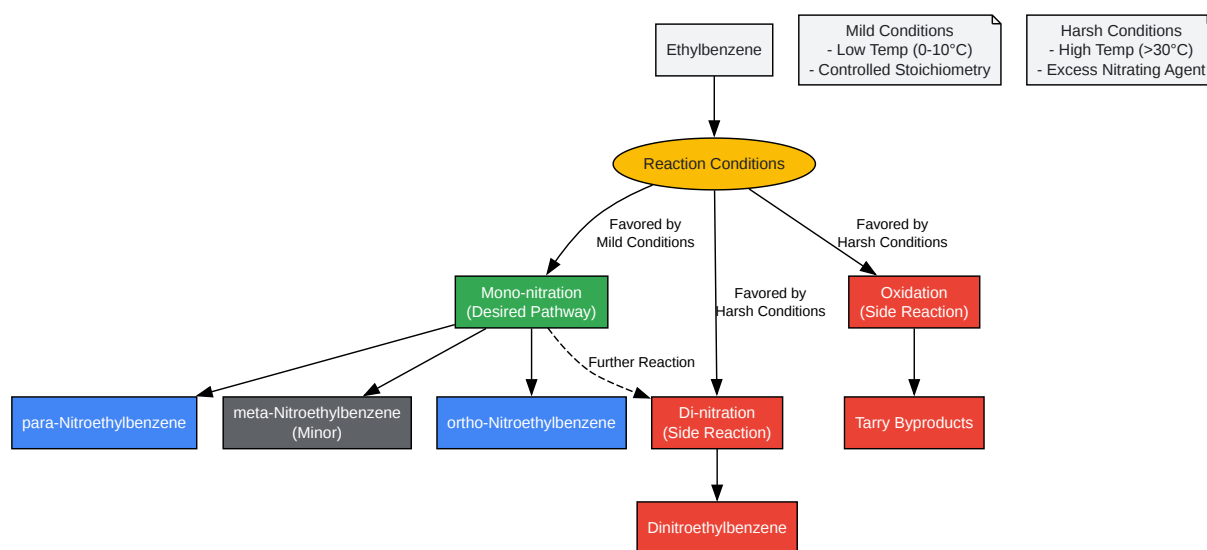 Ethylbenzene
Mild Conditions
- Low Temp (0-10°C)
- Controlled Stoichiometry
Harsh Conditions
- High Temp (>30°C)
- Excess Nitrating Agent
Reaction Conditions
Favored by
Mild Conditions
Favored by
Harsh Conditions
Favored by
Harsh Conditions
Mono-nitration
(Desired Pathway)
Oxidation
(Side Reaction)
Further Reaction
para-Nitroethylbenzene
meta-Nitroethylbenzene
(Minor)
ortho-Nitroethylbenzene
Di-nitration
(Side Reaction)
Tarry Byproducts
Dinitroethylbenzene